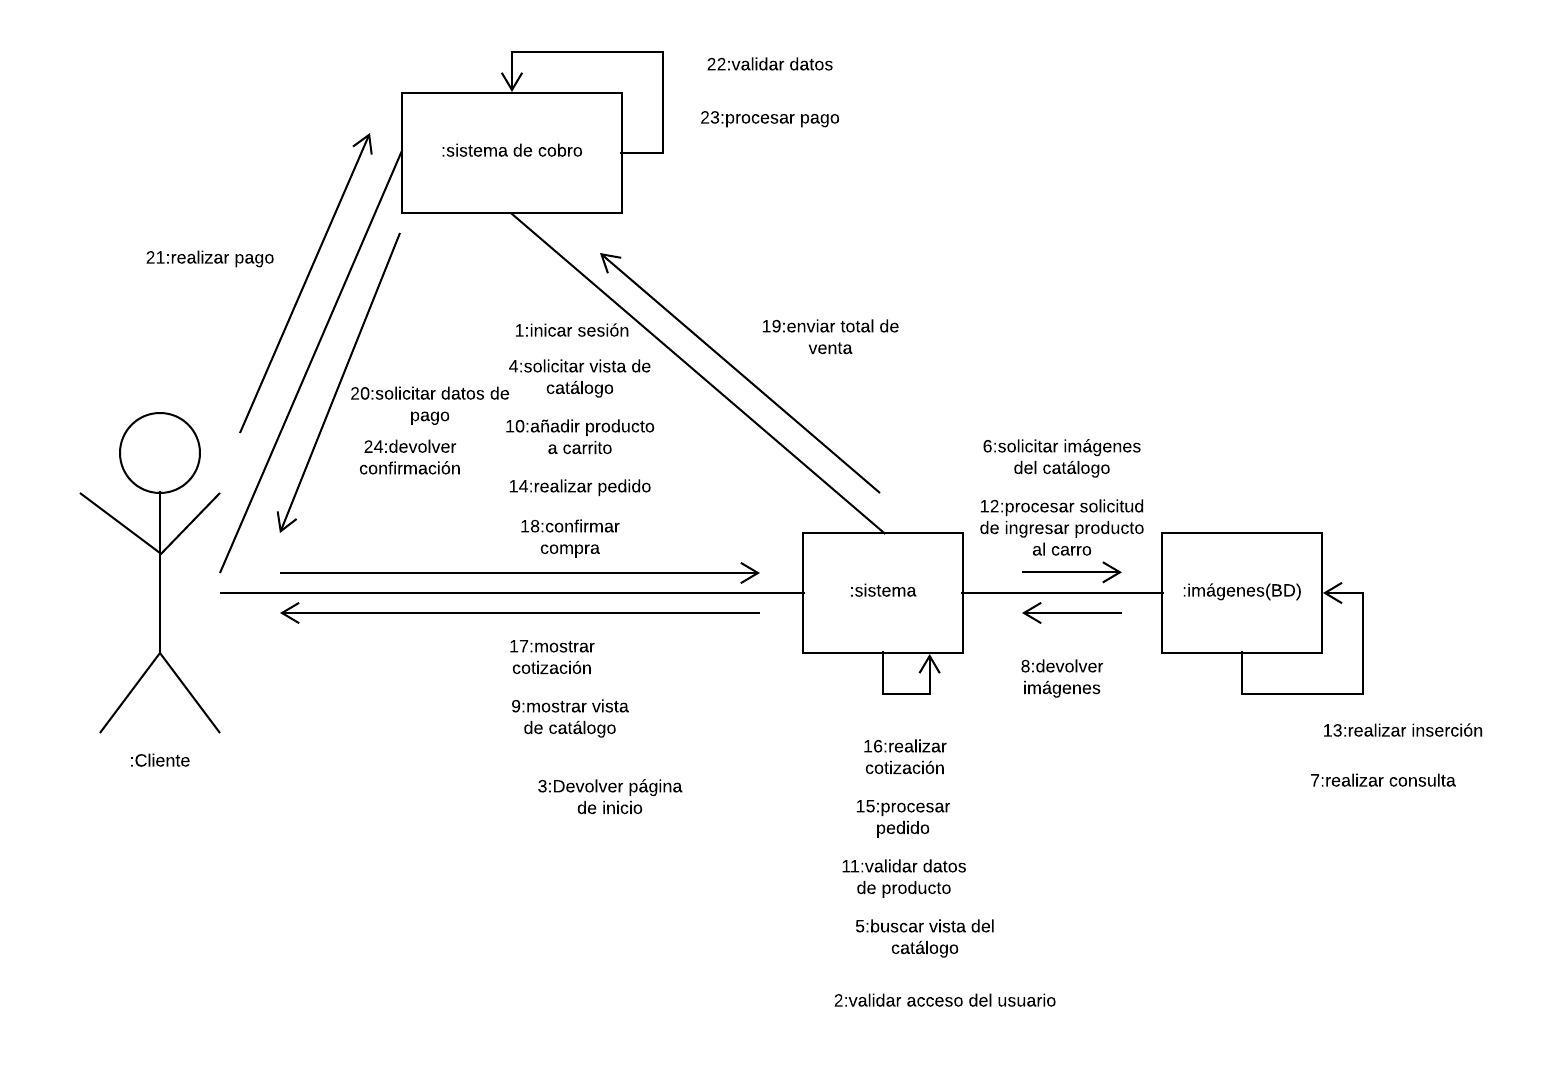 22:validar datos
23:procesar pago
:sistema de cobro
21:realizar pago
19:enviar total de
venta
1:inicar sesión
4:solicitar vista de
catálogo
10:añadir producto
a carrito
14:realizar pedido
18:confirmar
compra
20:solicitar datos de
pago
24:devolver
confirmación
6:solicitar imágenes
del catálogo
12:procesar solicitud
de ingresar producto
al carro
:sistema
:imágenes(BD)
17:mostrar
cotización
9:mostrar vista
de catálogo
3:Devolver página
de inicio
:Cliente
8:devolver
imágenes
13:realizar inserción
7:realizar consulta
16:realizar
cotización
15:procesar
pedido
11:validar datos
de producto
5:buscar vista del
catálogo
2:validar acceso del usuario